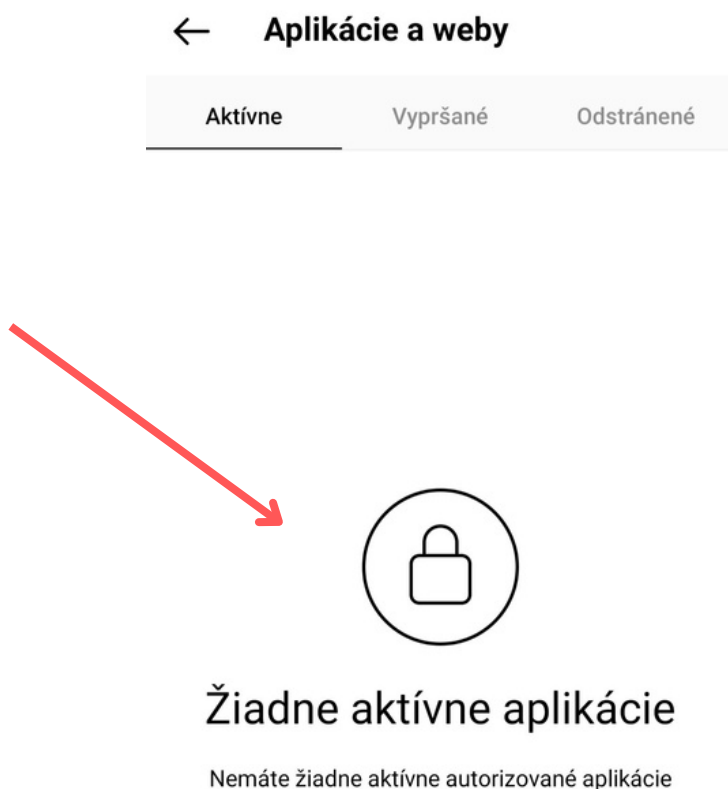 Aplikácie a weby
Aktívne Vypršané Odstránené
Žiadne aktívne aplikácie
Nemáte žiadne aktívne autorizované aplikácie